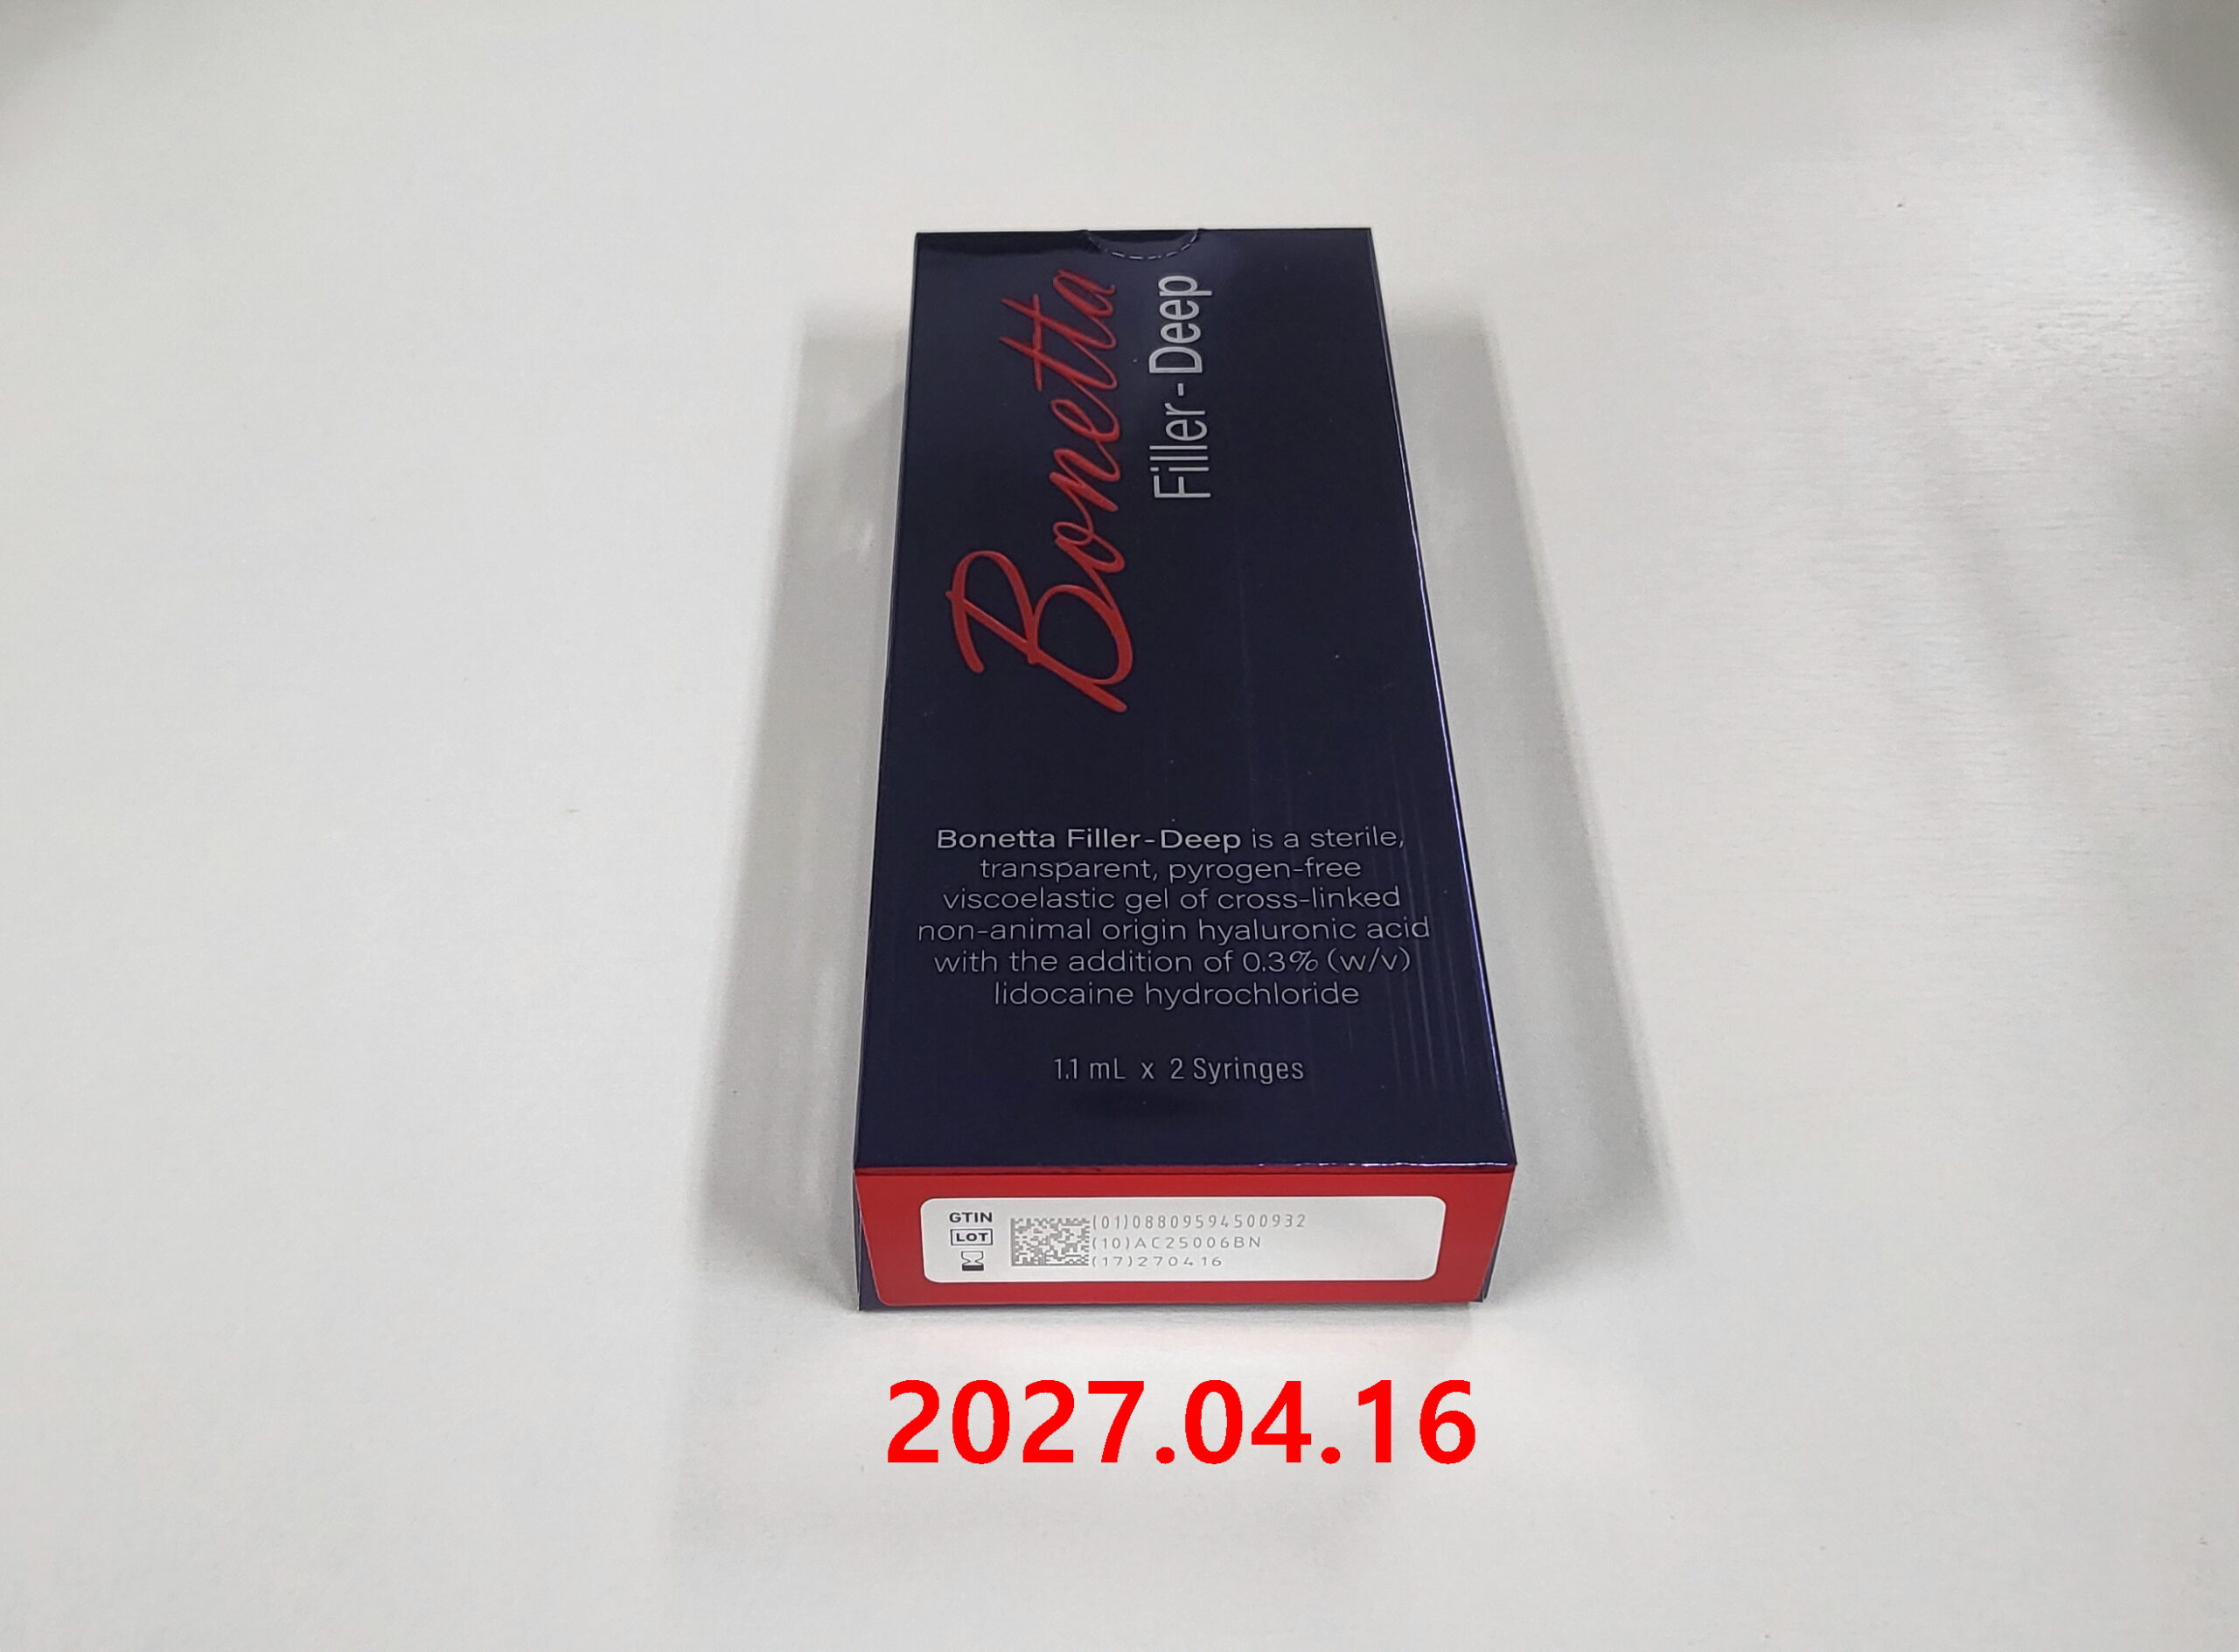 Bonetta
Filler-Deep
Bonetta Filler-Deep is a sterile,
transparent, pyrogen-free
viscoelastic gel of cross-linked
non-animal origin hyaluronic acid
with the addition of 0.3% (w/v)
lidocaine hydrochloride
1.1 mL x 2 Syringes
GTIN (01)08809594500932
LOT (10)AC25006BN
(17)270416
2027.04.16